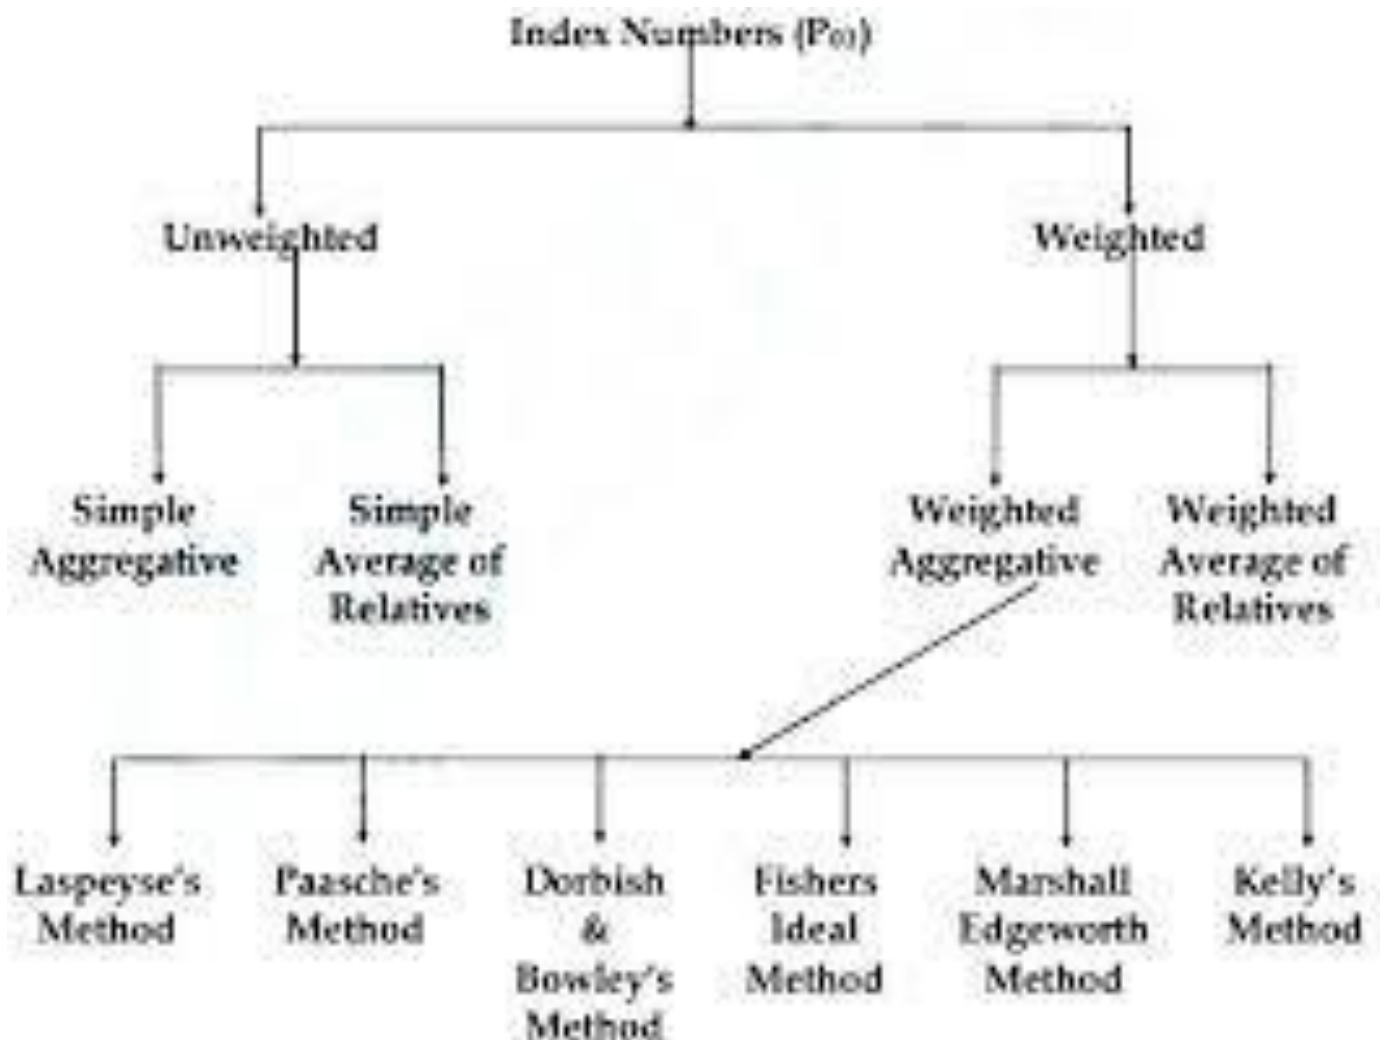 Index Numbers (P₀₁)
Unweighted
Weighted
Simple
Aggregative
Simple
Average of
Relatives
Weighted
Aggregative
Weighted
Average of
Relatives
Laspeyse's
Method
Paasche's
Method
Dorbish
&
Bowley's
Method
Fishers
Ideal
Method
Marshall
Edgeworth
Method
Kelly's
Method